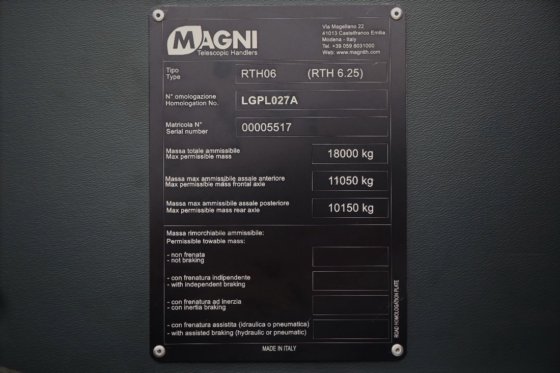 MAGNI
Telescopic Handlers
Via Magellano 22
41013 Castelfranco Emilia
Modena - Italy
Tel. +39 059 8031000
Web: www.magnith.com
Tipo
Type
RTH06 (RTH 6.25)
N° omologazione
Homologation No.
LGPL027A
Matricola N°
Serial number
00005517
Massa totale ammissibile
Max permissible mass
18000 kg
Massa max ammissibile assale anteriore
Max permissible mass frontal axle
11050 kg
Massa max ammissibile assale posteriore
Max permissible mass rear axle
10150 kg
Massa rimorchiabile ammissibile:
Permissible towable mass:
- non frenata
- not braking
- con frenatura indipendente
- with independent braking
- con frenatura ad inerzia
- con inertia braking
- con frenatura assistita (idraulica o pneumatica)
- with assisted braking (hydraulic or pneumatic)
ROAD HOMOLOGATION PLATE
MADE IN ITALY